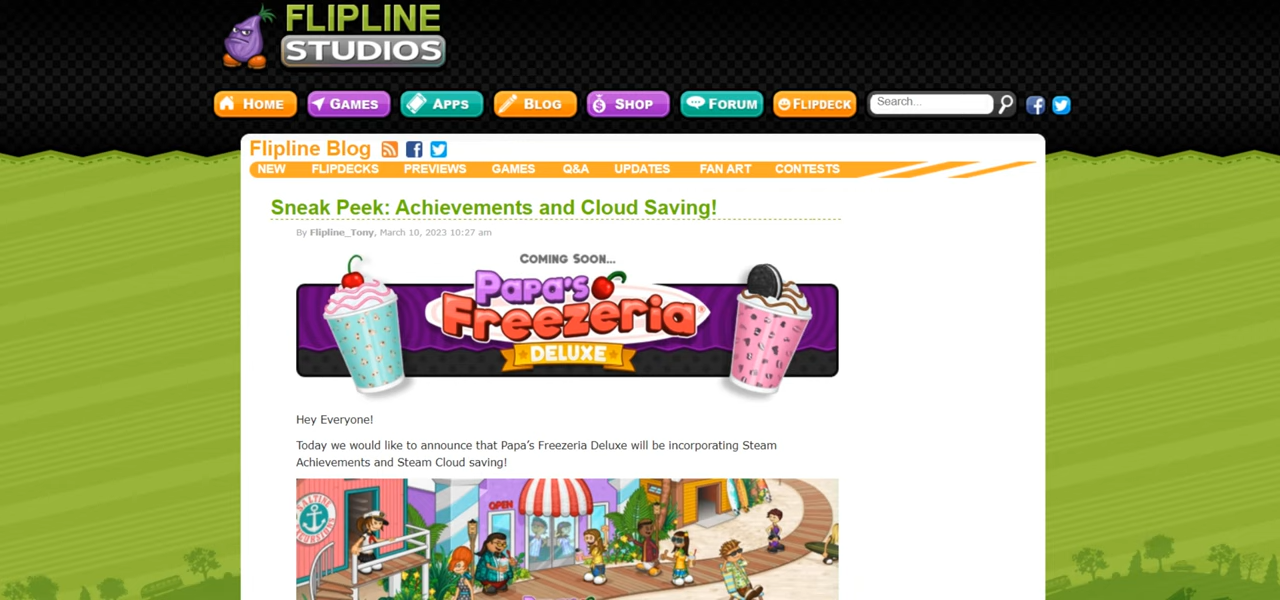 FLIPLINE
STUDIOS
HOME GAMES APPS BLOG SHOP FORUM FLIPDECK Search...
Flipline Blog
NEW FLIPDECKS PREVIEWS GAMES Q&A UPDATES FAN ART CONTESTS
Sneak Peek: Achievements and Cloud Saving!
By Flipline_Tony, March 10, 2023 10:27 am
COMING SOON...
PAPA'S
Freezeria
DELUXE
Hey Everyone!
Today we would like to announce that Papa's Freezeria Deluxe will be incorporating Steam
Achievements and Steam Cloud saving!
OPEN